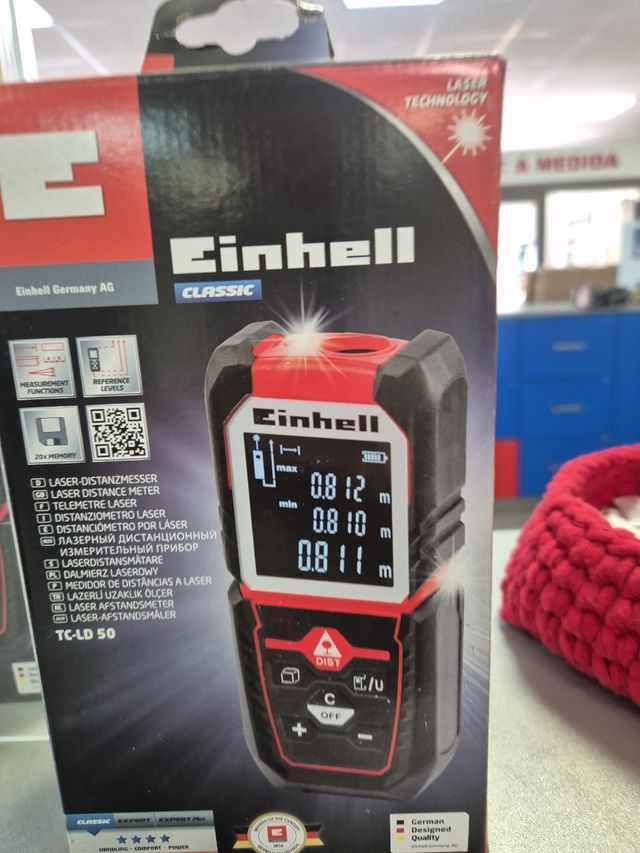 LASER
TECHNOLOGY
A MEDIDA
Einhell Germany AG
Einhell
CLASSIC
MEASUREMENT
FUNCTIONS
REFERENCE
LEVELS
20x MEMORY
Einhell
max
0.812 m
min
0.810 m
0.811 m
D LASER-DISTANZMESSER
GB LASER DISTANCE METER
F TELEMETRE LASER
I DISTANZIOMETRO LASER
E DISTANCIÓMETRO POR LÁSER
RUS ЛАЗЕРНЫЙ ДИСТАНЦИОННЫЙ
ИЗМЕРИТЕЛЬНЫЙ ПРИБОР
S LASERDISTANSMÄTARE
PL DALMIERZ LASEROWY
P MEDIDOR DE DISTÂNCIAS A LASER
TR LAZERLİ UZAKLIK ÖLÇER
NL LASER AFSTANDSMETER
LASER-AFSTANDSMÅLER
TC-LD 50
DIST
/U
C
OFF
+
−
CLASSIC EXPERT EXPERT Plus
HANDLING · COMFORT · POWER
German
Designed
Quality
Einhell Germany AG